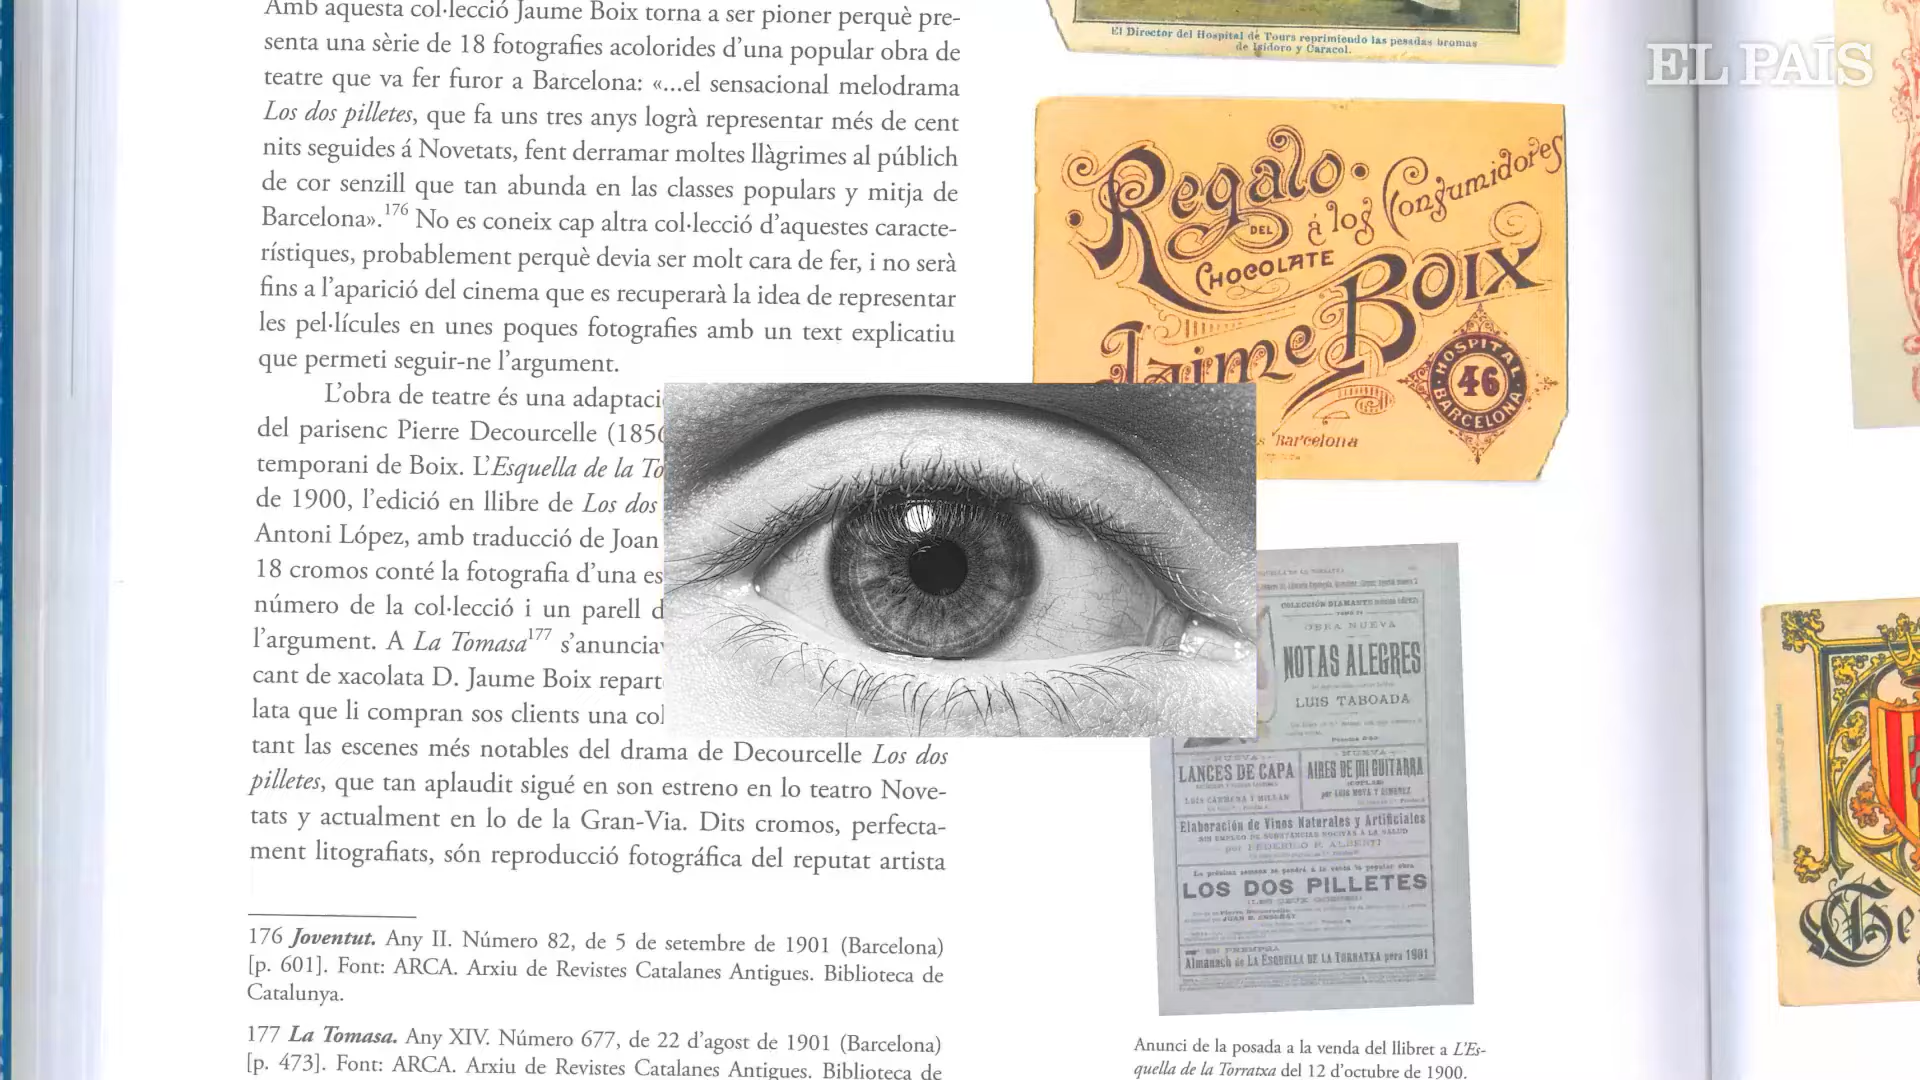 Amb aquesta col·lecció Jaume Boix torna a ser pioner perquè pre-
senta una sèrie de 18 fotografies acolorides d'una popular obra de
teatre que va fer furor a Barcelona: «...el sensacional melodrama
Los dos pilletes, que fa uns tres anys logrà representar més de cent
nits seguides á Novetats, fent derramar moltes llàgrimes al públich
de cor senzill que tan abunda en las classes populars y mitja de
Barcelona».176 No es coneix cap altra col·lecció d'aquestes caracte-
rístiques, probablement perquè devia ser molt cara de fer, i no serà
fins a l'aparició del cinema que es recuperarà la idea de representar
les pel·lícules en unes poques fotografies amb un text explicatiu
que permeti seguir-ne l'argument.
L'obra de teatre és una adaptaci
del parisenc Pierre Decourcelle (185
temporani de Boix. L'Esquella de la To
de 1900, l'edició en llibre de Los dos
Antoni López, amb traducció de Joan
18 cromos conté la fotografia d'una es
número de la col·lecció i un parell d
l'argument. A La Tomasa177 s'anuncia
cant de xacolata D. Jaume Boix repart
lata que li compran sos clients una col
tant las escenes més notables del drama de Decourcelle Los dos
pilletes, que tan aplaudit sigué en son estreno en lo teatro Nove-
tats y actualment en lo de la Gran-Via. Dits cromos, perfecta-
ment litografiats, són reproducció fotográfica del reputat artista
176 Joventut. Any II. Número 82, de 5 de setembre de 1901 (Barcelona)
[p. 601]. Font: ARCA. Arxiu de Revistes Catalanes Antigues. Biblioteca de
Catalunya.
177 La Tomasa. Any XIV. Número 677, de 22 d'agost de 1901 (Barcelona)
[p. 473]. Font: ARCA. Arxiu de Revistes Catalanes Antigues. Biblioteca de
El Director del Hospital de Tours reprimiendo las pesadas bromas
de Isidoro y Caracol.
Regalo
DEL á los Consumidores
CHOCOLATE
Jaime BOIX
HOSPITAL
46
BARCELONA
Barcelona
COLECCIÓN DIAMANTE
OBRA NUEVA
NOTAS ALEGRES
LUIS TABOADA
NUEVA
LANCES DE CAPA
NUEVA
AIRES DE MI GUITARRA
Elaboración de Vinos Naturales y Artificiales
por FEDERICO P. ALBERTI
LOS DOS PILLETES
Almanach de LA ESQUELLA DE LA TORRATXA pera 1901
Anunci de la posada a la venda del llibret a L'Es-
quella de la Torratxa del 12 d'octubre de 1900.
EL PAÍS
Ge